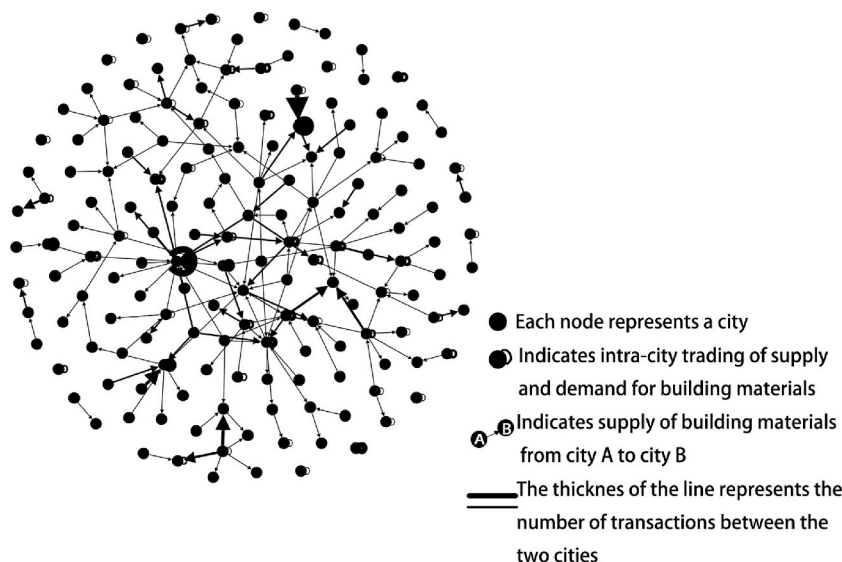 Each node represents a city
Indicates intra-city trading of supply
and demand for building materials
A B Indicates supply of building materials
from city A to city B
The thicknes of the line represents the
number of transactions between the
two cities